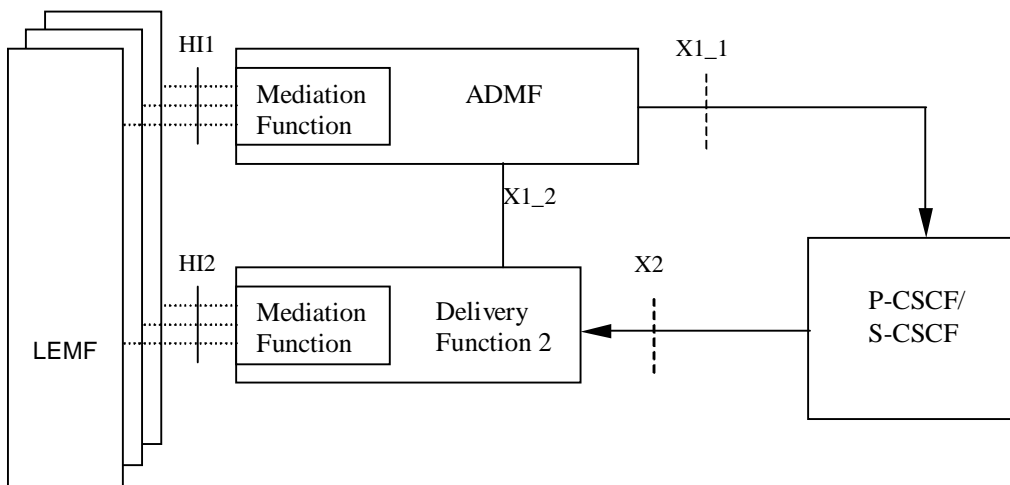 HI1
X1_1
Mediation
Function
ADMF
X1_2
HI2
X2
Mediation
Function
Delivery
Function 2
P-CSCF/
S-CSCF
LEMF